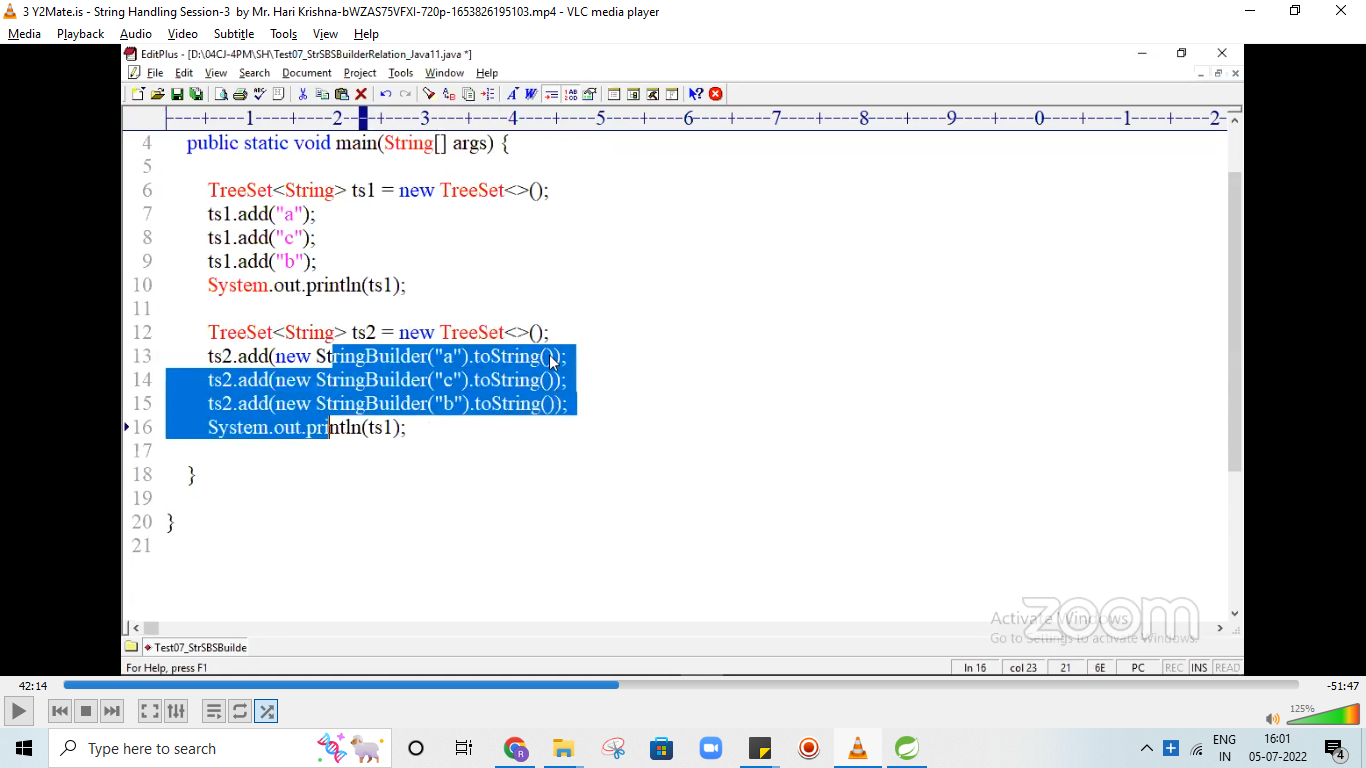 3 Y2Mate.is - String Handling Session-3 by Mr. Hari Krishna-bWZAS75VFXI-720p-1653826195103.mp4 - VLC media player
Media Playback Audio Video Subtitle Tools View Help
EditPlus - [D:\04CJ-4PM\SH\Test07_StrSBSBuilderRelation_Java11.java *]
File Edit View Search Document Project Tools Window Help
----+----1----+----2----+----3----+----4----+----5----+----6----+----7----+----8----+----9----+----0----+----1----+----2-
4 public static void main(String[] args) {
5
6 TreeSet<String> ts1 = new TreeSet<>();
7 ts1.add("a");
8 ts1.add("c");
9 ts1.add("b");
10 System.out.println(ts1);
11
12 TreeSet<String> ts2 = new TreeSet<>();
13 ts2.add(new StringBuilder("a").toString());
14 ts2.add(new StringBuilder("c").toString());
15 ts2.add(new StringBuilder("b").toString());
16 System.out.println(ts1);
17
18 }
19
20 }
21
zoom
Activate Windows
Go to Settings to activate Windows.
Test07_StrSBSBuilde
For Help, press F1 ln 16 col 23 21 6E PC REC INS READ
42:14 -51:47
125%
Type here to search
ENG 16:01
IN 05-07-2022 4